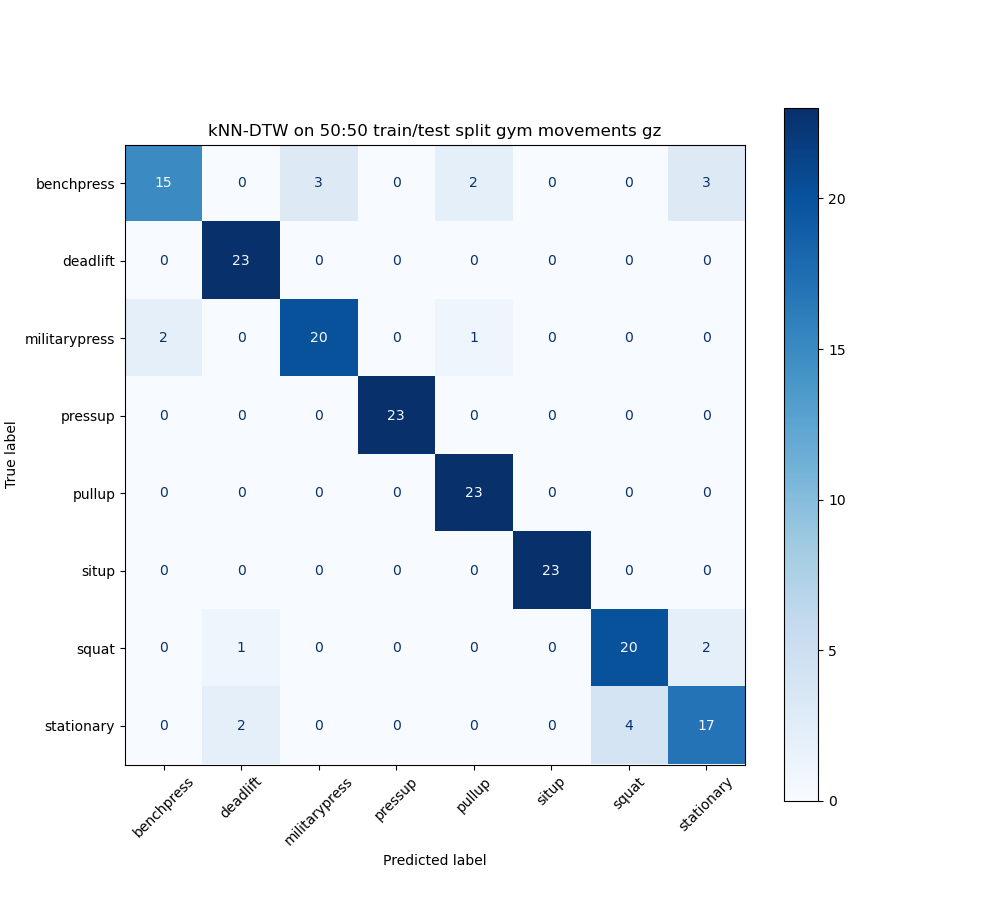 kNN-DTW on 50:50 train/test split gym movements gz
benchpress 15 0 3 0 2 0 0 3
deadlift 0 23 0 0 0 0 0 0
militarypress 2 0 20 0 1 0 0 0
pressup 0 0 0 23 0 0 0 0
pullup 0 0 0 0 23 0 0 0
situp 0 0 0 0 0 23 0 0
squat 0 1 0 0 0 0 20 2
stationary 0 2 0 0 0 0 4 17
True label
benchpress deadlift militarypress pressup pullup situp squat stationary
Predicted label
20
15
10
5
0